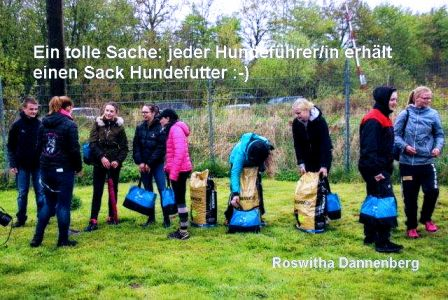 Ein tolle Sache: jeder Hundeführer/in erhält
einen Sack Hundefutter :-)
Roswitha Dannenberg